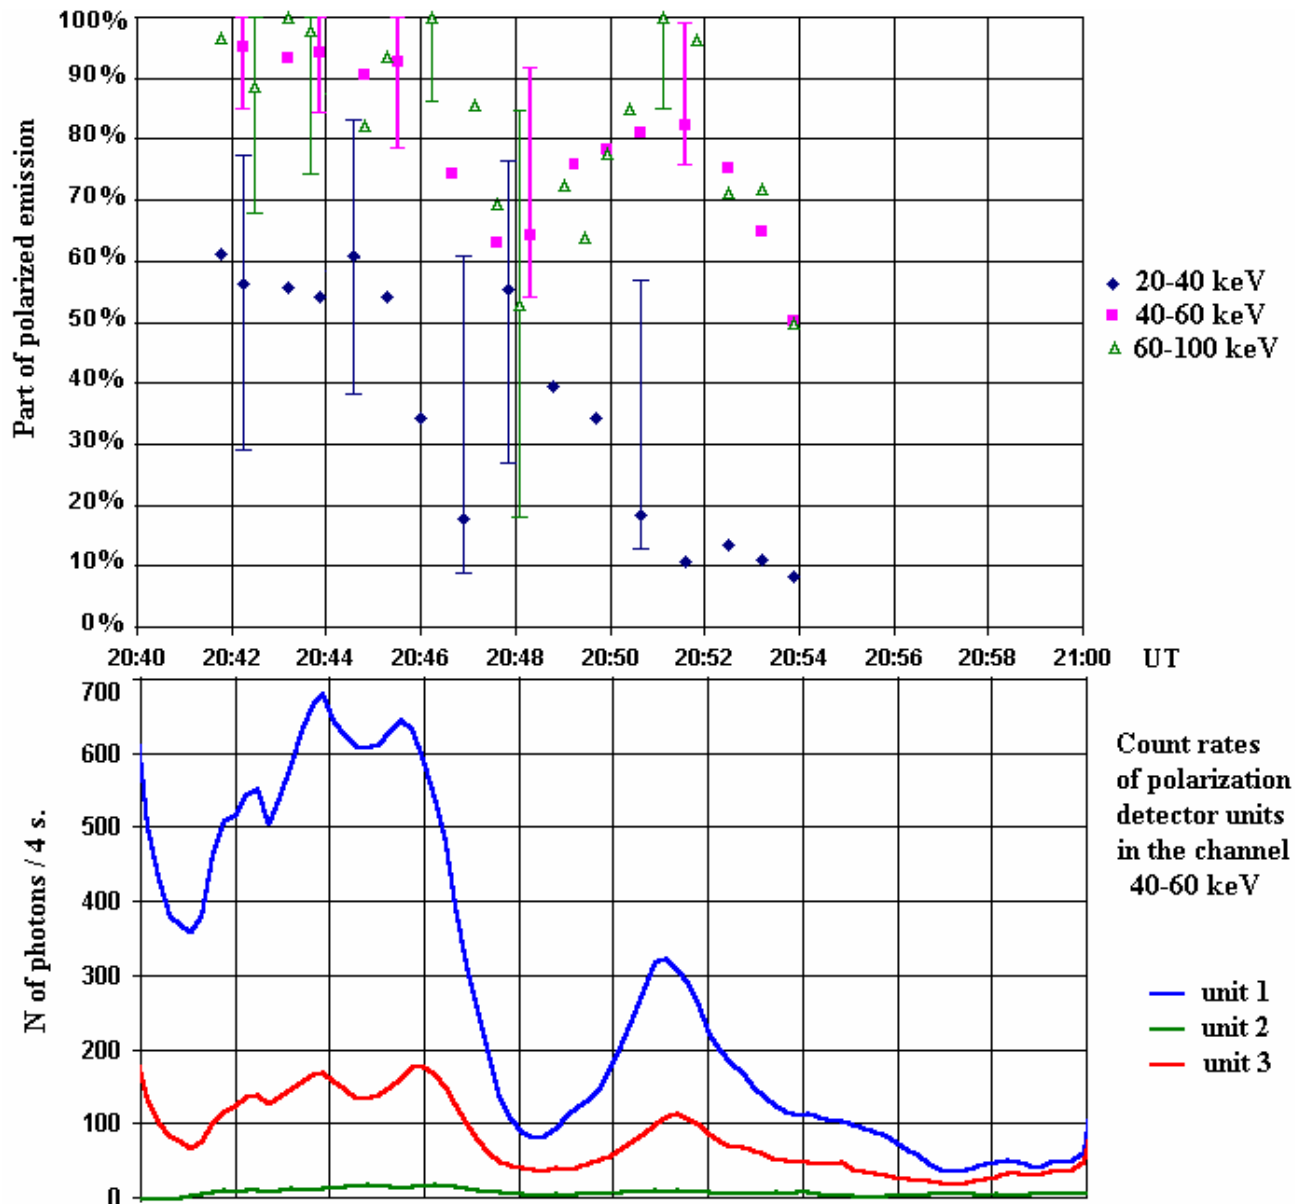 Part of polarized emission
100%
90%
80%
70%
60%
50%
40%
30%
20%
10%
0%
20:40 20:42 20:44 20:46 20:48 20:50 20:52 20:54 20:56 20:58 21:00 UT
20-40 keV
40-60 keV
60-100 keV
N of photons / 4 s.
700
600
500
400
300
200
100
0
Count rates
of polarization
detector units
in the channel
40-60 keV
unit 1
unit 2
unit 3